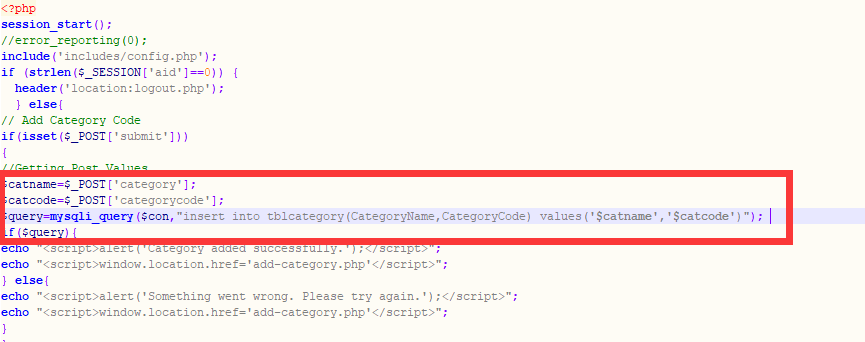 <?php
session_start();
//error_reporting(0);
include('includes/config.php');
if (strlen($_SESSION['aid']==0)) {
  header('location:logout.php');
  } else{
// Add Category Code
if(isset($_POST['submit']))
{
//Getting Post Values
$catname=$_POST['category'];
$catcode=$_POST['categorycode'];
$query=mysqli_query($con,"insert into tblcategory(CategoryName,CategoryCode) values('$catname','$catcode')");
if($query){
echo "<script>alert('Category added successfully.');</script>";
echo "<script>window.location.href='add-category.php'</script>";
} else{
echo "<script>alert('Something went wrong. Please try again.');</script>";
echo "<script>window.location.href='add-category.php'</script>";
}